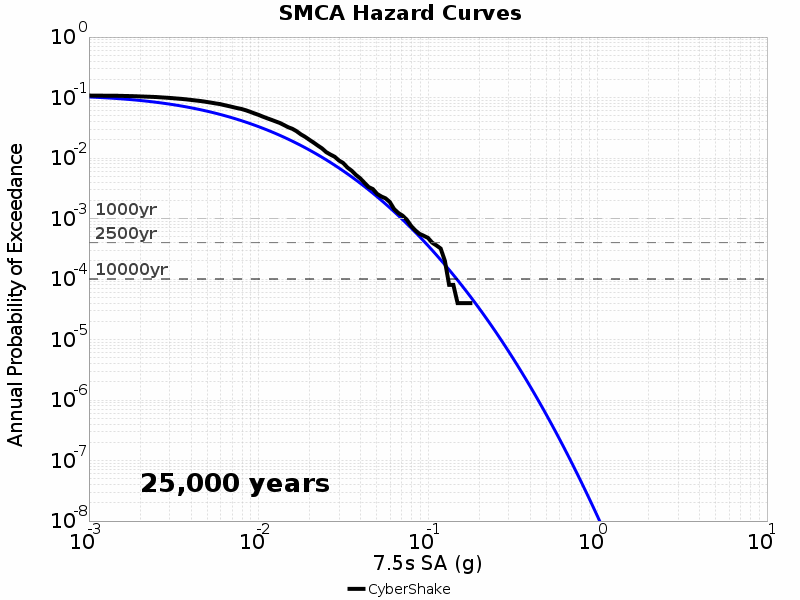 SMCA Hazard Curves
Annual Probability of Exceedance
10^0
10^-1
10^-2
10^-3
10^-4
10^-5
10^-6
10^-7
10^-8
1000yr
2500yr
10000yr
25,000 years
10^-3 10^-2 10^-1 10^0 10^1
7.5s SA (g)
CyberShake